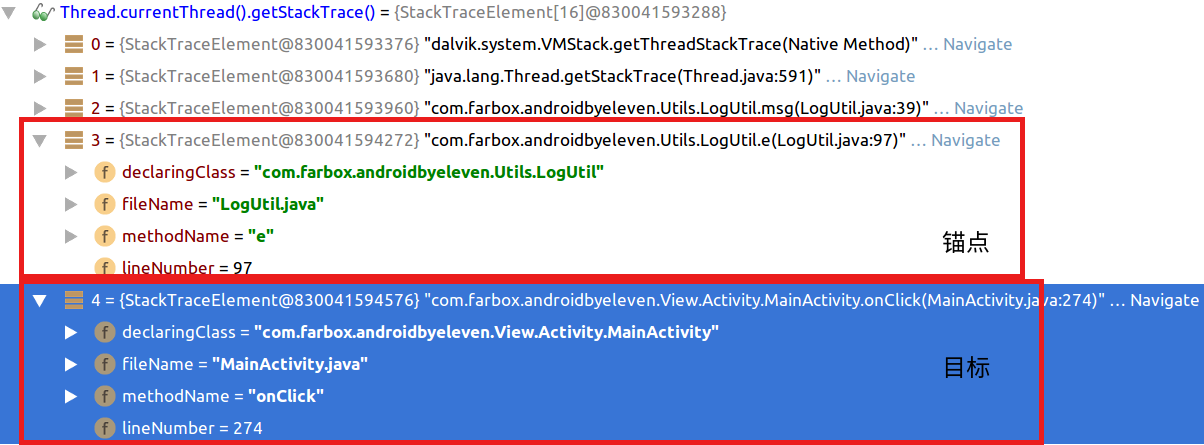 Thread.currentThread().getStackTrace() = {StackTraceElement[16]@830041593288}
0 = {StackTraceElement@830041593376} "dalvik.system.VMStack.getThreadStackTrace(Native Method)" ... Navigate
1 = {StackTraceElement@830041593680} "java.lang.Thread.getStackTrace(Thread.java:591)" ... Navigate
2 = {StackTraceElement@830041593960} "com.farbox.androidbyeleven.Utils.LogUtil.msg(LogUtil.java:39)" ... Navigate
3 = {StackTraceElement@830041594272} "com.farbox.androidbyeleven.Utils.LogUtil.e(LogUtil.java:97)" ... Navigate
f declaringClass = "com.farbox.androidbyeleven.Utils.LogUtil"
f fileName = "LogUtil.java"
f methodName = "e"
锚点
f lineNumber = 97
4 = {StackTraceElement@830041594576} "com.farbox.androidbyeleven.View.Activity.MainActivity.onClick(MainActivity.java:274)" ... Navigate
f declaringClass = "com.farbox.androidbyeleven.View.Activity.MainActivity"
f fileName = "MainActivity.java"
目标
f methodName = "onClick"
f lineNumber = 274